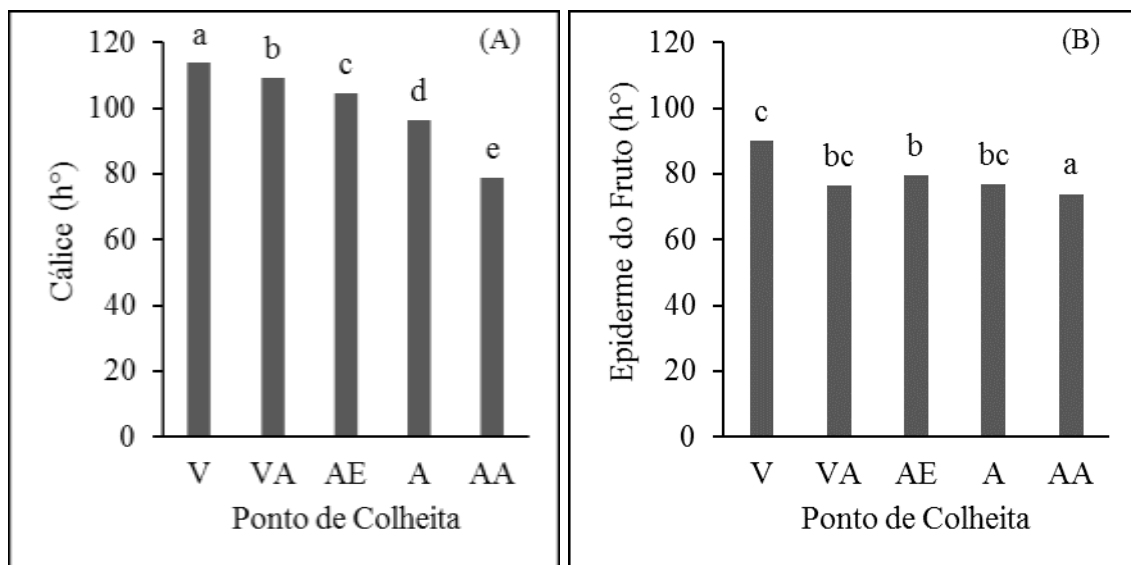 (A)
Cálice (h°)
120
100
80
60
40
20
0
a
b
c
d
e
V VA AE A AA
Ponto de Colheita
(B)
Epiderme do Fruto (h°)
120
100
80
60
40
20
0
c
bc
b
bc
a
V VA AE A AA
Ponto de Colheita